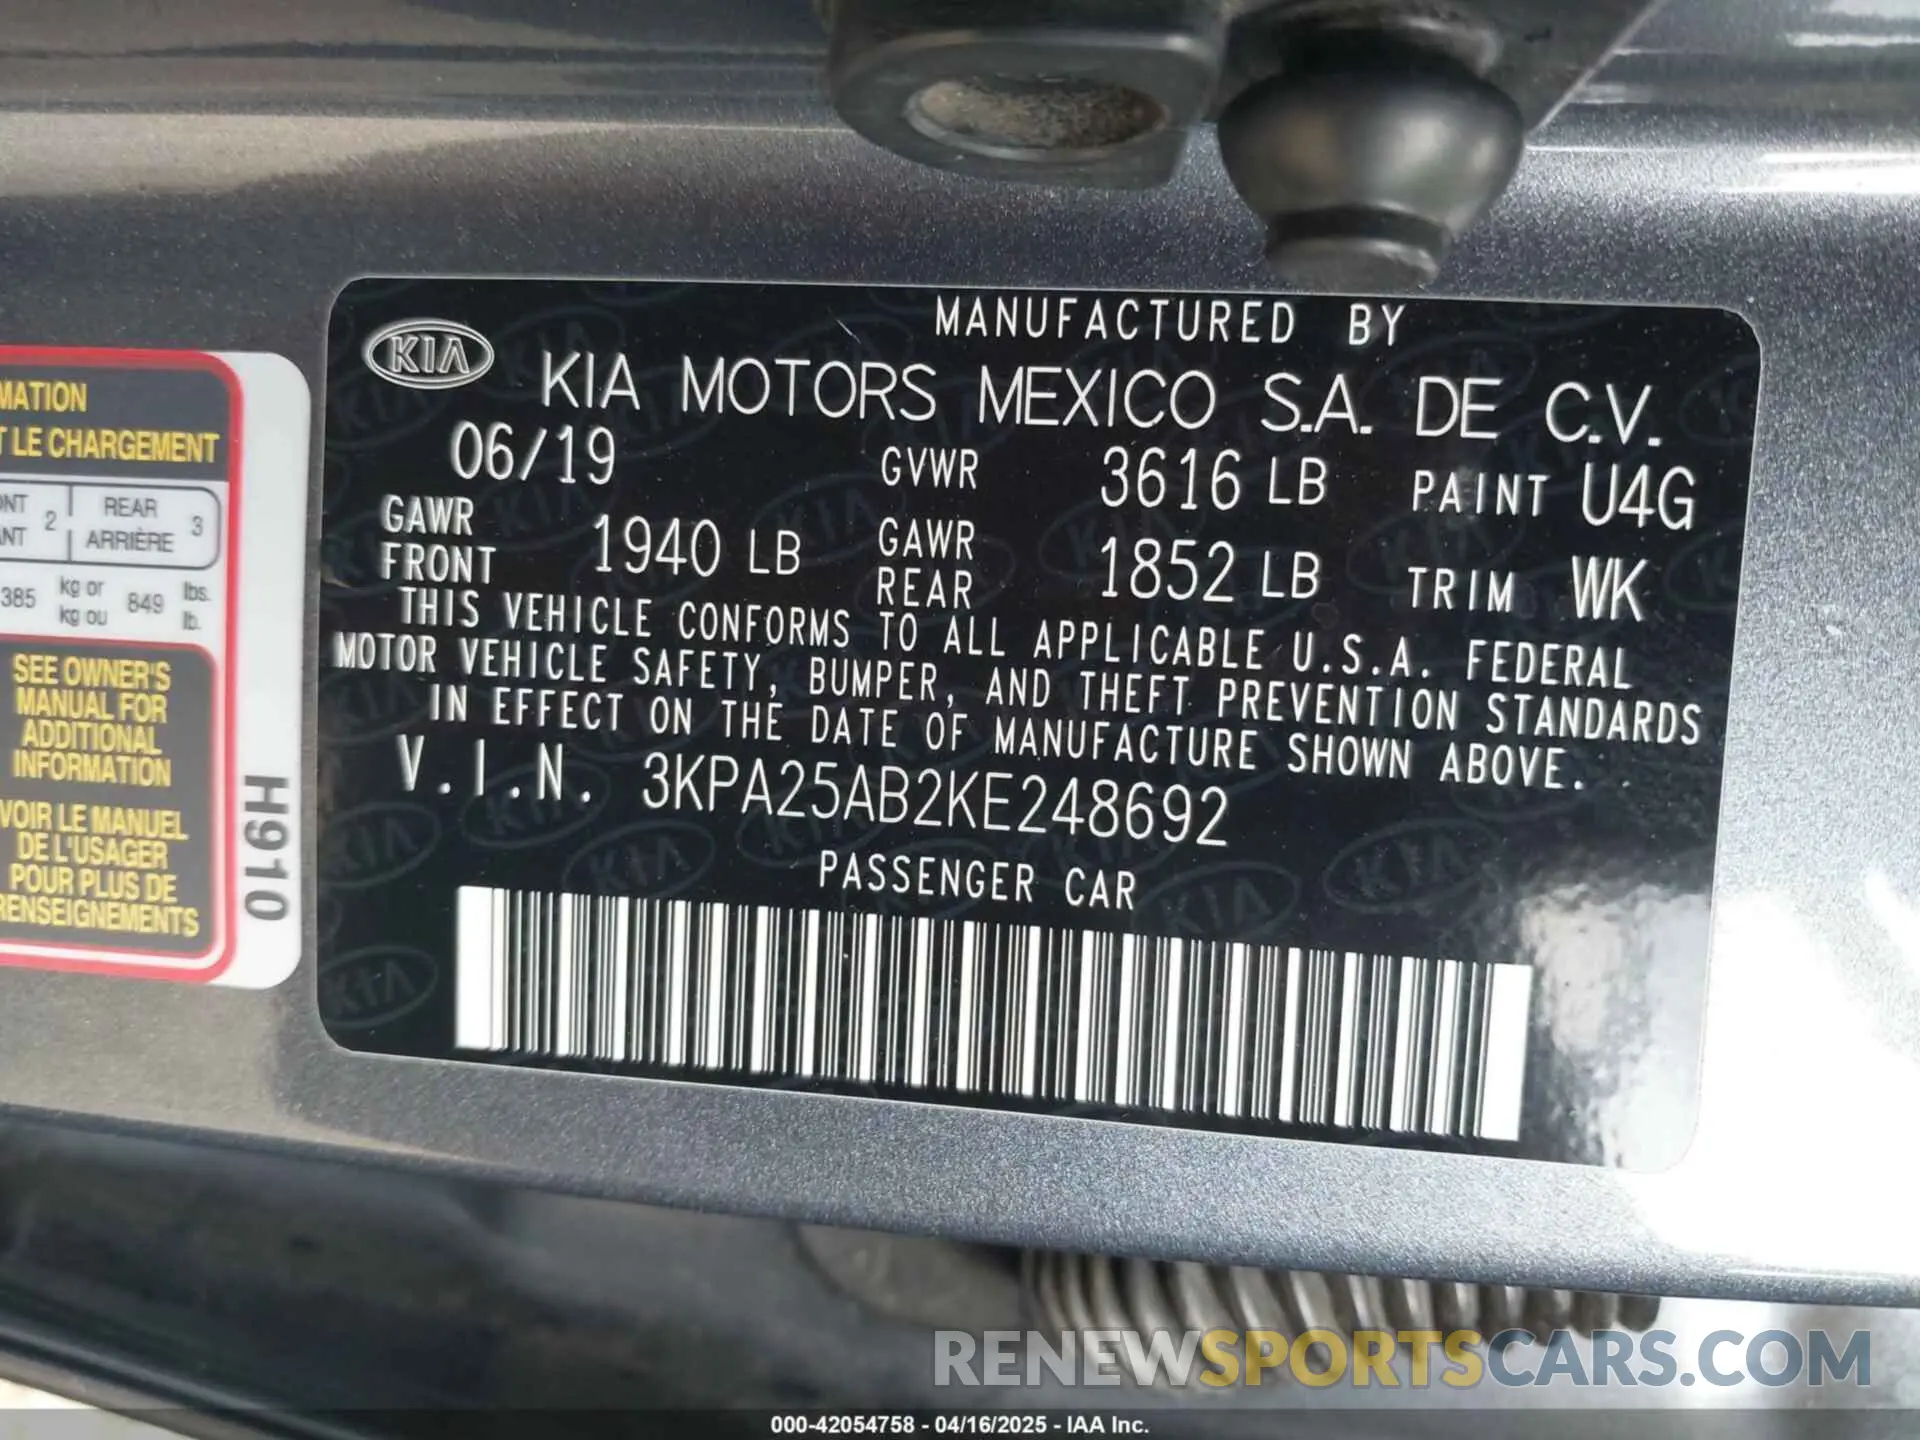 MANUFACTURED BY
KIA
KIA MOTORS MEXICO S.A. DE C.V.
06/19 GVWR 3616 LB PAINT U4G
GAWR FRONT 1940 LB GAWR REAR 1852 LB TRIM WK
THIS VEHICLE CONFORMS TO ALL APPLICABLE U.S.A. FEDERAL
MOTOR VEHICLE SAFETY, BUMPER, AND THEFT PREVENTION STANDARDS
IN EFFECT ON THE DATE OF MANUFACTURE SHOWN ABOVE.
V.I.N. 3KPA25AB2KE248692
PASSENGER CAR
MATION
T LE CHARGEMENT
ONT 2 REAR 3
ANT ARRIÈRE
385 kg or 849 lbs.
kg ou lb.
SEE OWNER'S
MANUAL FOR
ADDITIONAL
INFORMATION
VOIR LE MANUEL
DE L'USAGER
POUR PLUS DE
RENSEIGNEMENTS
H910
RENEWSPORTSCARS.COM
000-42054758 - 04/16/2025 - IAA Inc.